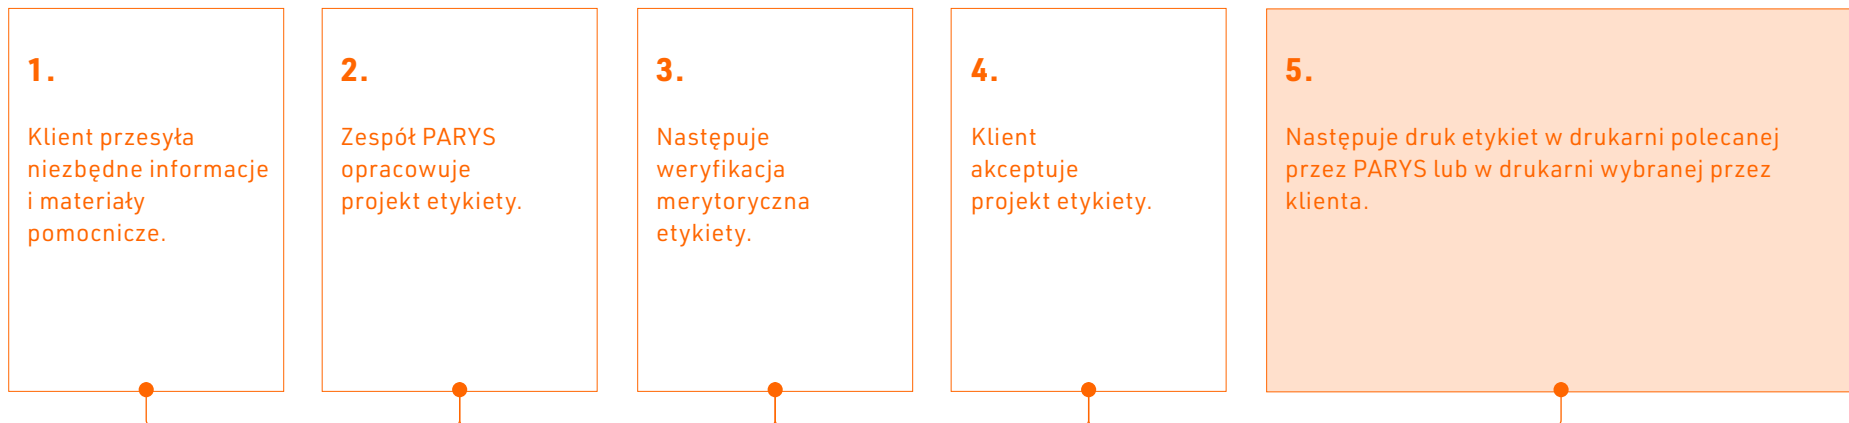 1.
Klient przesyła
niezbędne informacje
i materiały
pomocnicze.
2.
Zespół PARYS
opracowuje
projekt etykiety.
3.
Następuje
weryfikacja
merytoryczna
etykiety.
4.
Klient
akceptuje
projekt etykiety.
5.
Następuje druk etykiet w drukarni polecanej
przez PARYS lub w drukarni wybranej przez
klienta.